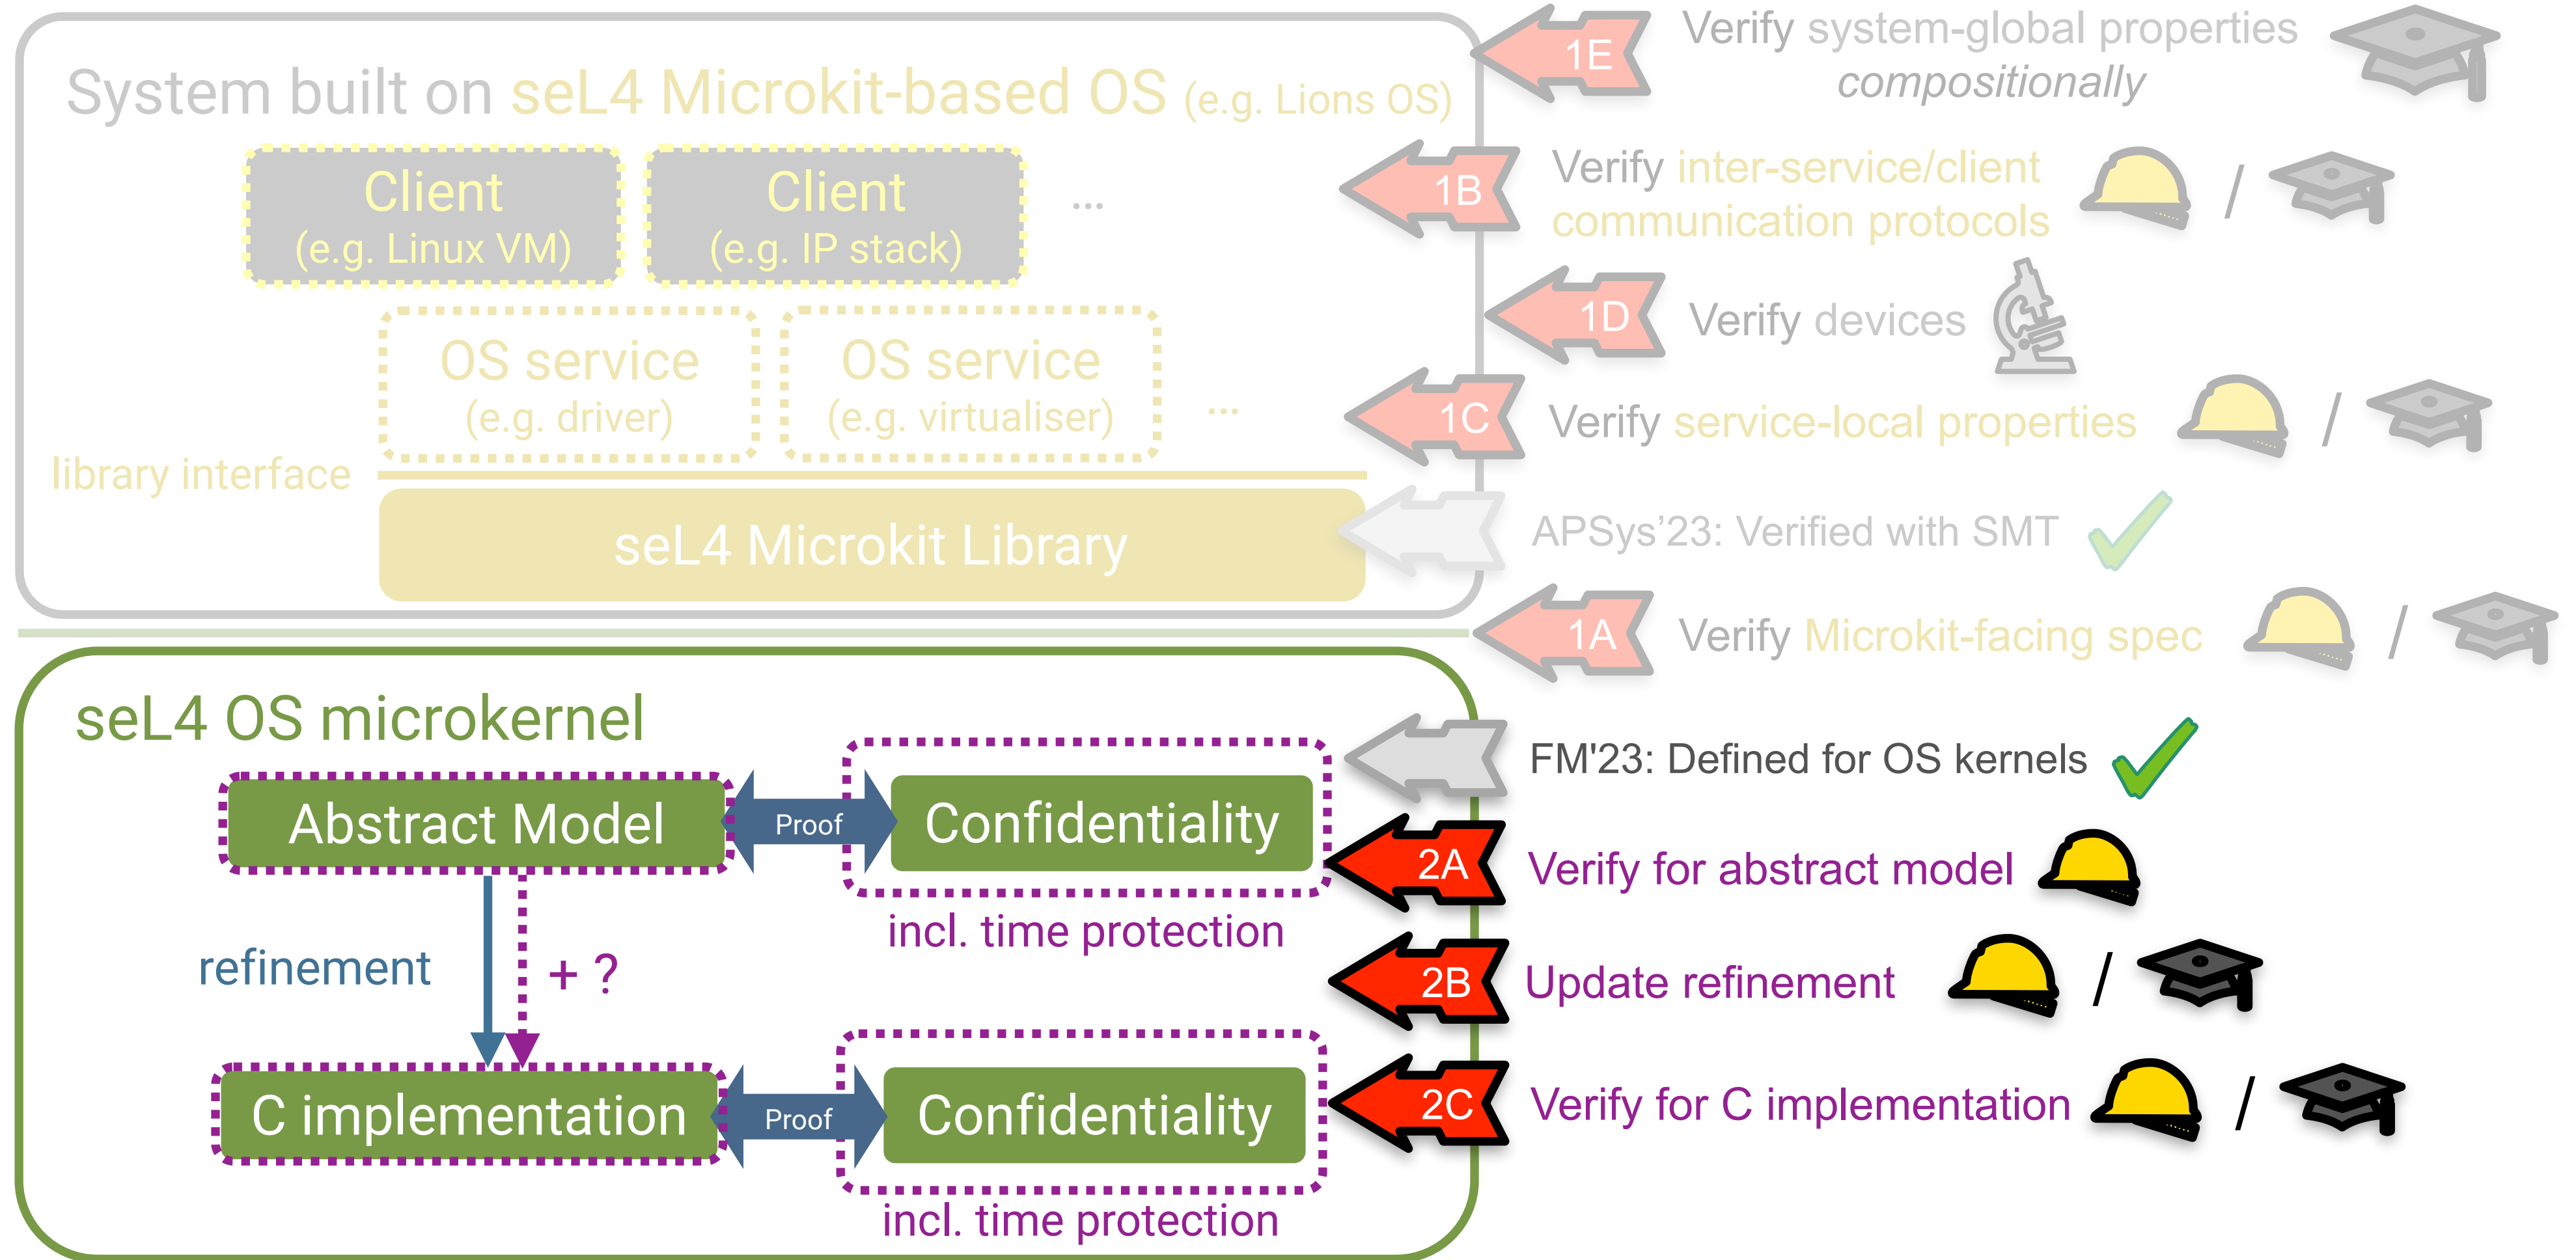 System built on seL4 Microkit-based OS (e.g. Lions OS)
Client
(e.g. Linux VM)
Client
(e.g. IP stack)
...
OS service
(e.g. driver)
OS service
(e.g. virtualiser)
...
library interface
seL4 Microkit Library
1E
Verify system-global properties
compositionally
1B
Verify inter-service/client
communication protocols
/
1D
Verify devices
1C
Verify service-local properties
/
APSys’23: Verified with SMT
1A
Verify Microkit-facing spec
/
seL4 OS microkernel
Abstract Model
Proof
Confidentiality
incl. time protection
refinement
+ ?
C implementation
Proof
Confidentiality
incl. time protection
FM'23: Defined for OS kernels
2A
Verify for abstract model
2B
Update refinement
/
2C
Verify for C implementation
/